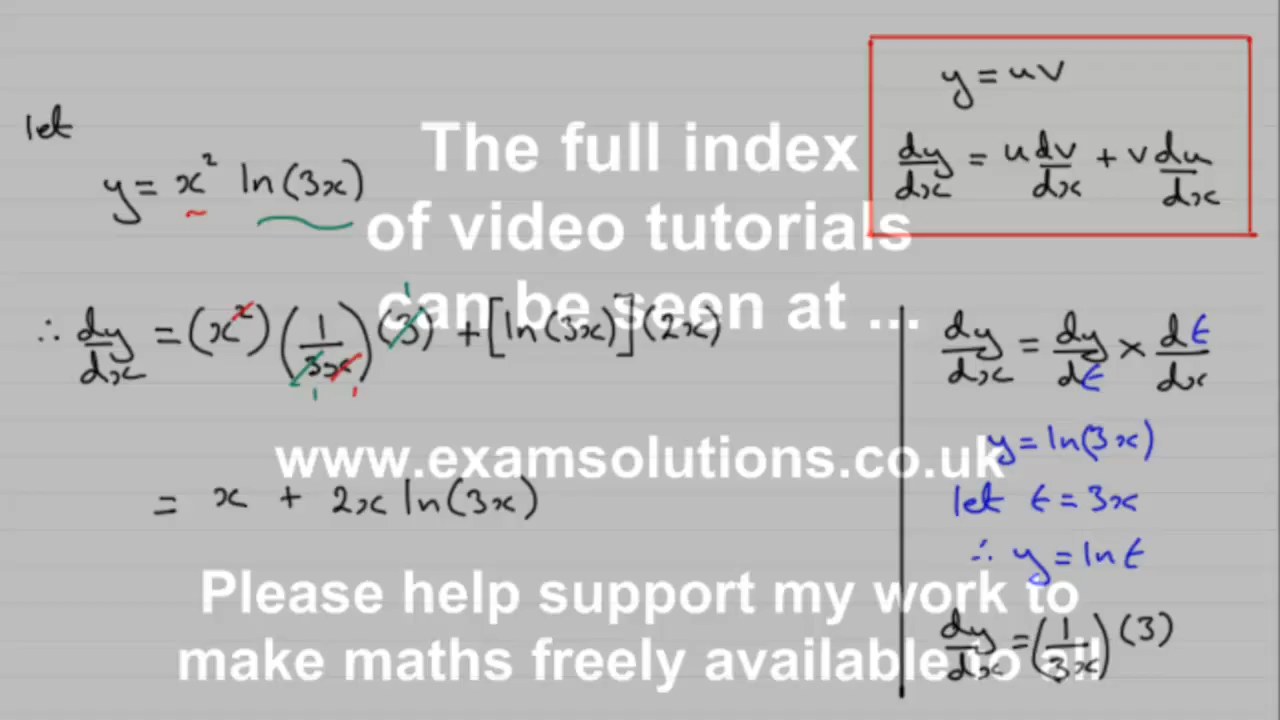 let
y = x² ln(3x)
∴ dy/dx = (x²) (1/3x) (3) + [ln(3x)] (2x)
1
1 1
= x + 2x ln(3x)
y = uv
dy/dx = u dv/dx + v du/dx
dy/dx = dy/dt × dt/dx
y = ln(3x)
let t = 3x
∴ y = ln t
dy/dx = (1/3x) (3)
The full index
of video tutorials
can be seen at ...
www.examsolutions.co.uk
Please help support my work to
make maths freely available to all